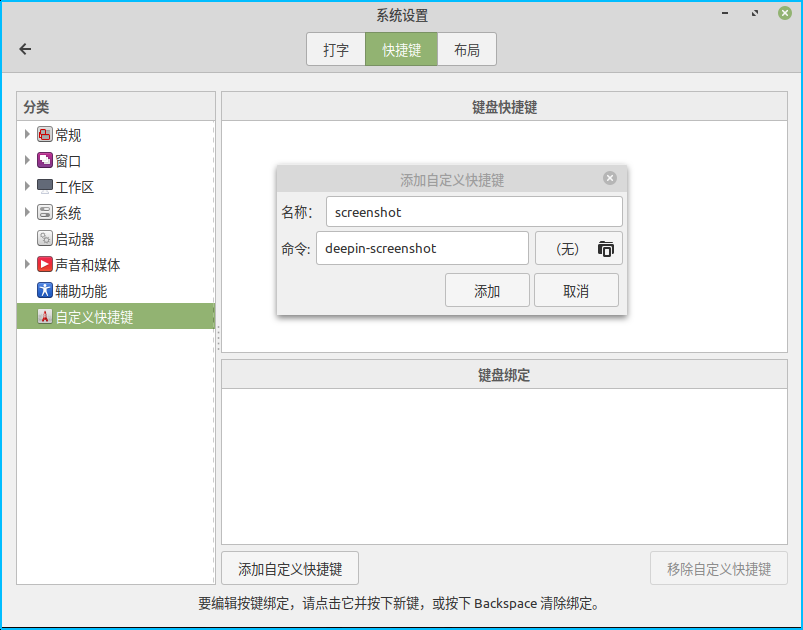 系统设置
打字 快捷键 布局
分类
常规
窗口
工作区
系统
启动器
声音和媒体
辅助功能
自定义快捷键
键盘快捷键
添加自定义快捷键
名称： screenshot
命令: deepin-screenshot （无）
添加 取消
键盘绑定
添加自定义快捷键 移除自定义快捷键
要编辑按键绑定，请点击它并按下新键，或按下 Backspace 清除绑定。